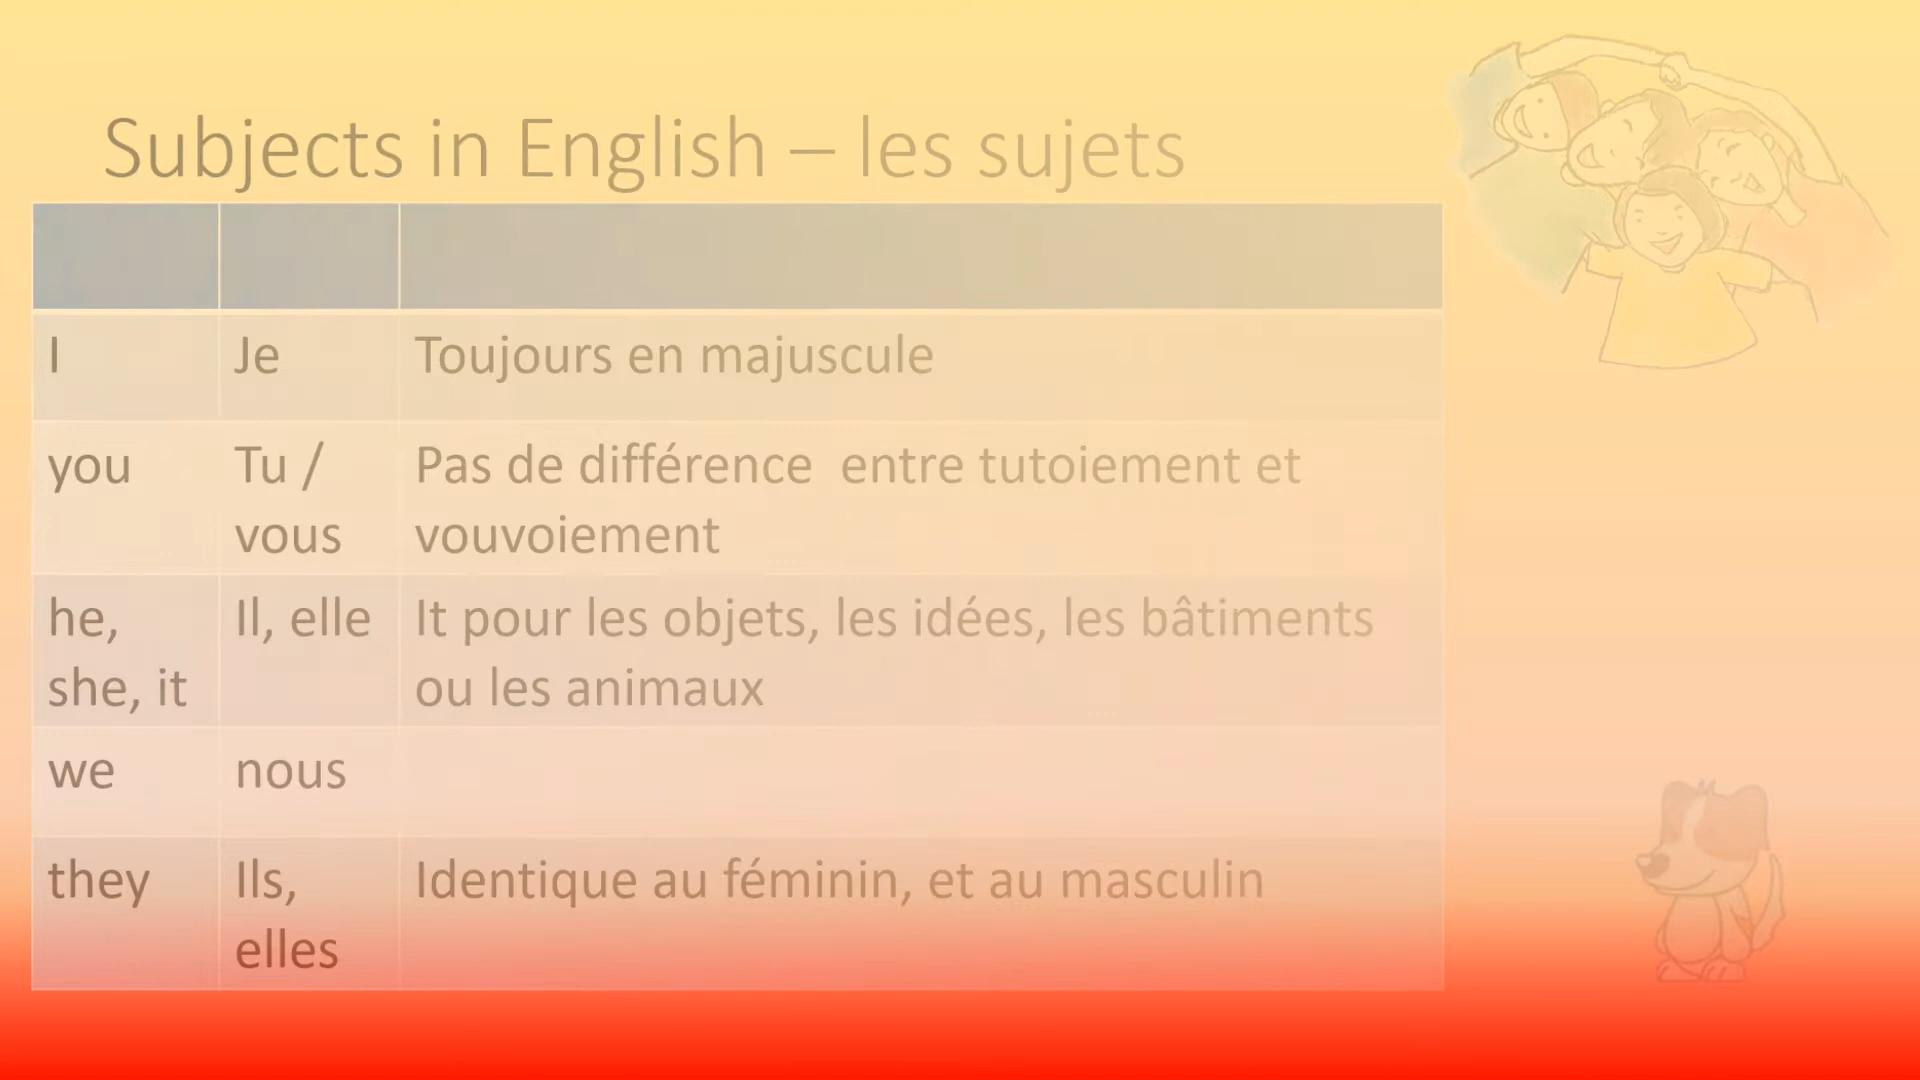 Subjects in English – les sujets
I Je Toujours en majuscule
you Tu / Pas de différence entre tutoiement et
vous vouvoiement
he, Il, elle It pour les objets, les idées, les bâtiments
she, it ou les animaux
we nous
they Ils, Identique au féminin, et au masculin
elles